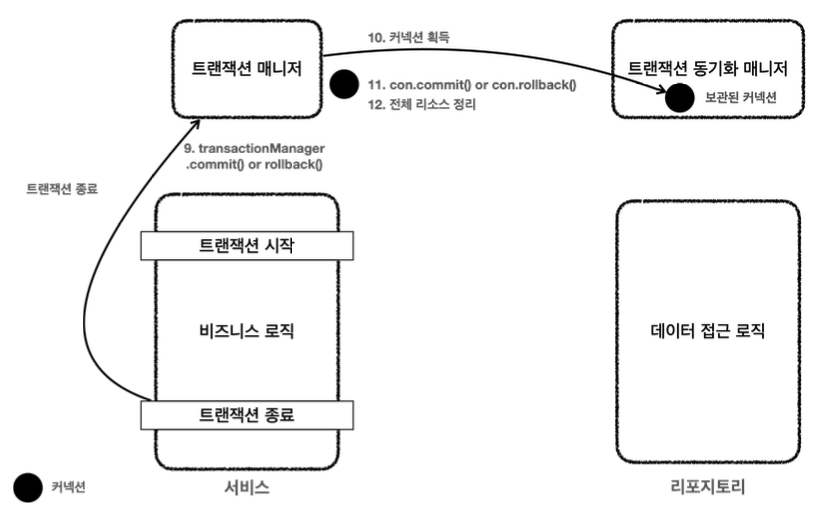 10. 커넥션 획득
트랜잭션 매니저
트랜잭션 동기화 매니저
11. con.commit() or con.rollback()
12. 전체 리소스 정리
보관된 커넥션
9. transactionManager
.commit() or rollback()
트랜잭션 종료
트랜잭션 시작
비즈니스 로직
데이터 접근 로직
트랜잭션 종료
커넥션
서비스
리포지토리